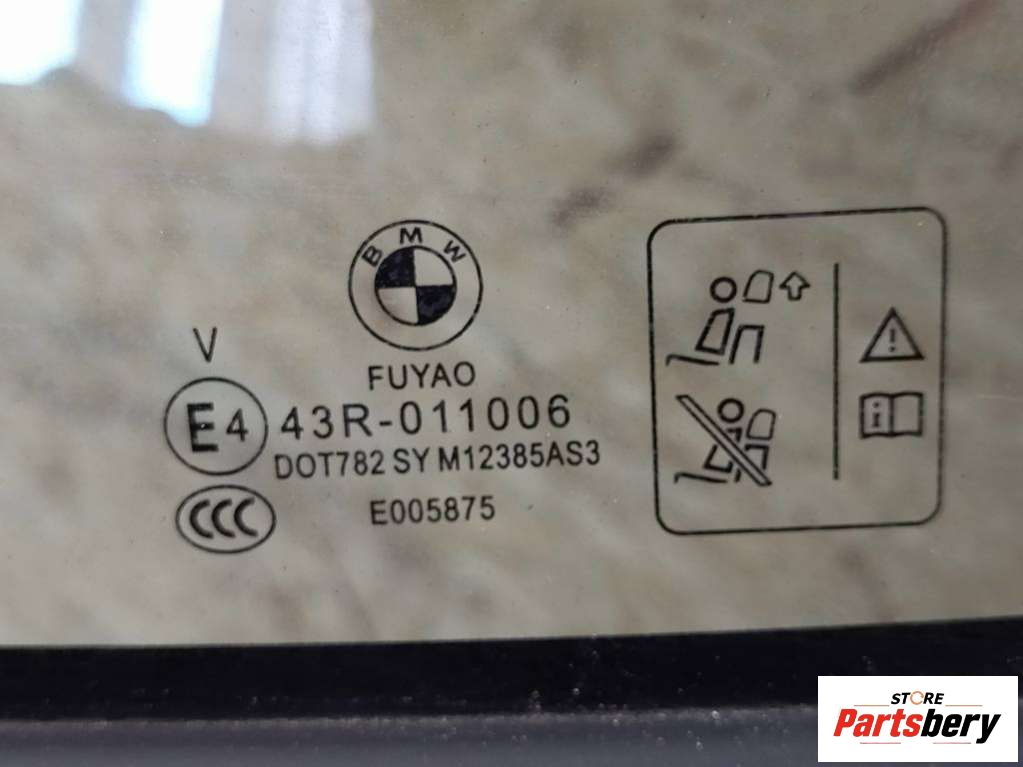 BMW
V
FUYAO
E4 43R-011006
DOT782 SY M12385AS3
CCC E005875
STORE
Partsbery